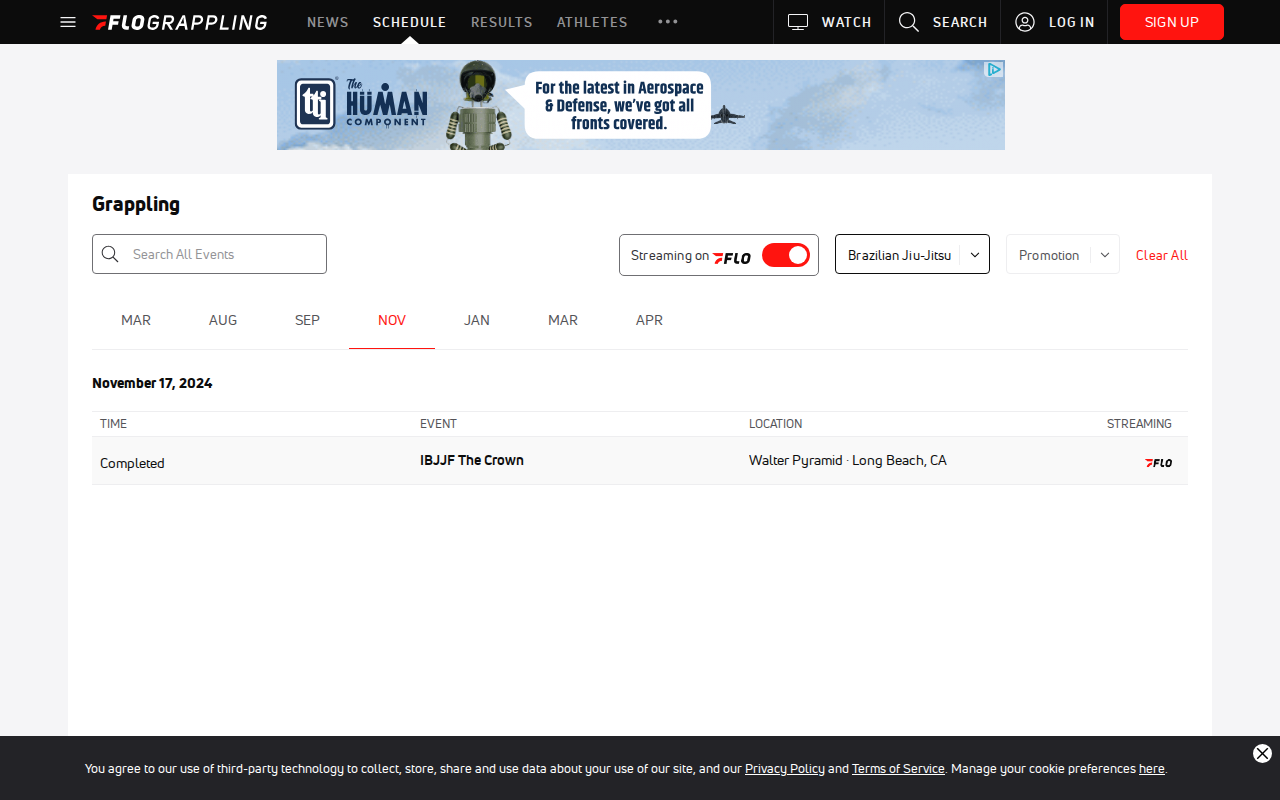 FLOGRAPPLING NEWS SCHEDULE RESULTS ATHLETES WATCH SEARCH LOG IN SIGN UP
tti The HUMAN COMPONENT
For the latest in Aerospace
& Defense, we've got all
fronts covered.
Grappling
Search All Events Streaming on FLO Brazilian Jiu-Jitsu Promotion Clear All
MAR AUG SEP NOV JAN MAR APR
November 17, 2024
TIME EVENT LOCATION STREAMING
Completed IBJJF The Crown Walter Pyramid · Long Beach, CA FLO
You agree to our use of third-party technology to collect, store, share and use data about your use of our site, and our Privacy Policy and Terms of Service. Manage your cookie preferences here.